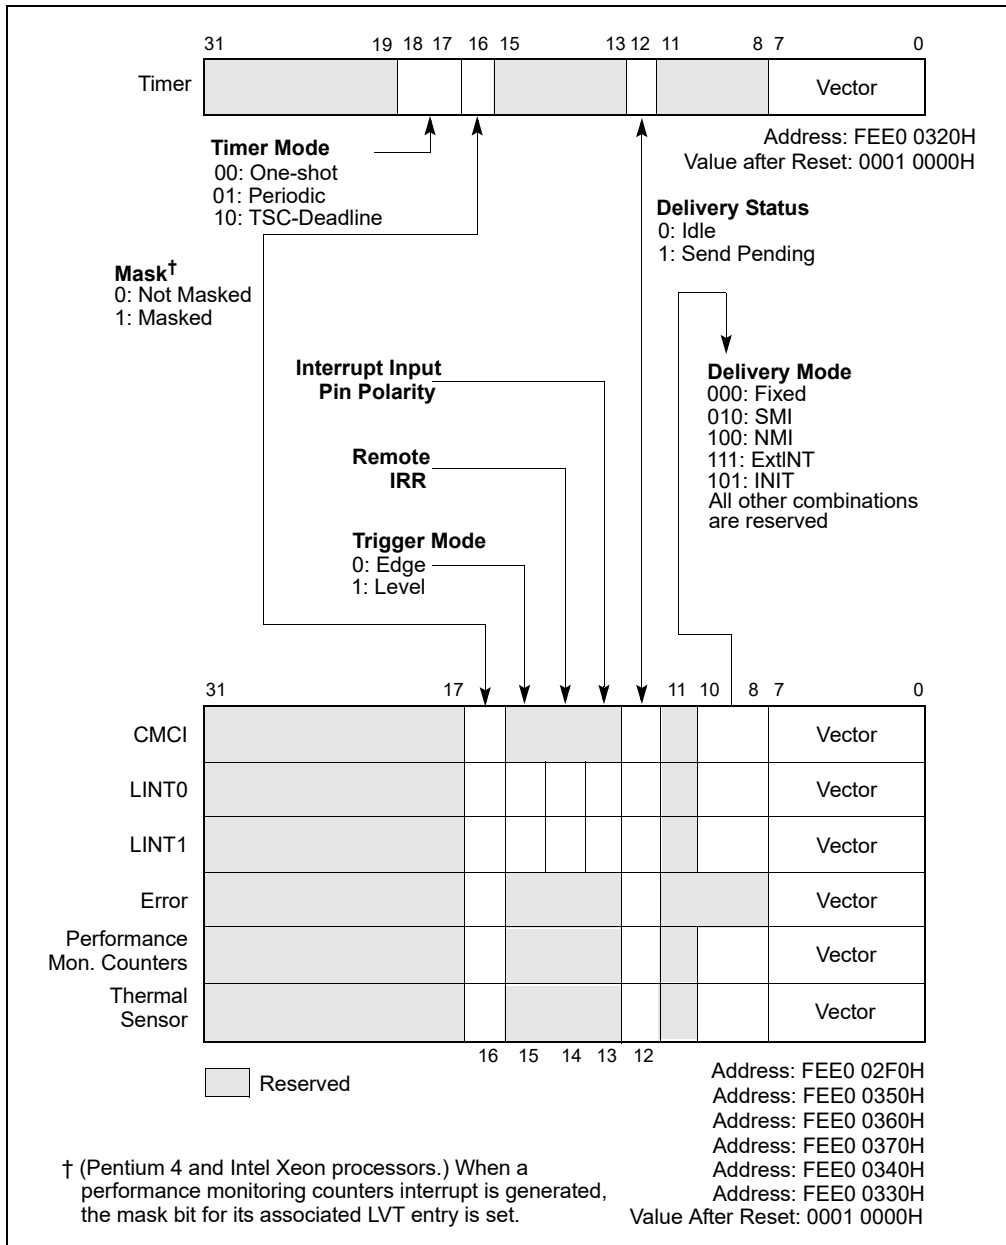 31 19 18 17 16 15 13 12 11 8 7 0
Timer
Vector
Address: FEE0 0320H
Value after Reset: 0001 0000H
Timer Mode
00: One-shot
01: Periodic
10: TSC-Deadline
Delivery Status
0: Idle
1: Send Pending
Mask†
0: Not Masked
1: Masked
Interrupt Input
Pin Polarity
Delivery Mode
000: Fixed
010: SMI
100: NMI
111: ExtlNT
101: INIT
All other combinations
are reserved
Remote
IRR
Trigger Mode
0: Edge
1: Level
31 17 11 10 8 7 0
CMCI Vector
LINT0 Vector
LINT1 Vector
Error Vector
Performance
Mon. Counters
Vector
Thermal
Sensor
Vector
16 15 14 13 12
Reserved
Address: FEE0 02F0H
Address: FEE0 0350H
Address: FEE0 0360H
Address: FEE0 0370H
Address: FEE0 0340H
Address: FEE0 0330H
Value After Reset: 0001 0000H
† (Pentium 4 and Intel Xeon processors.) When a
performance monitoring counters interrupt is generated,
the mask bit for its associated LVT entry is set.